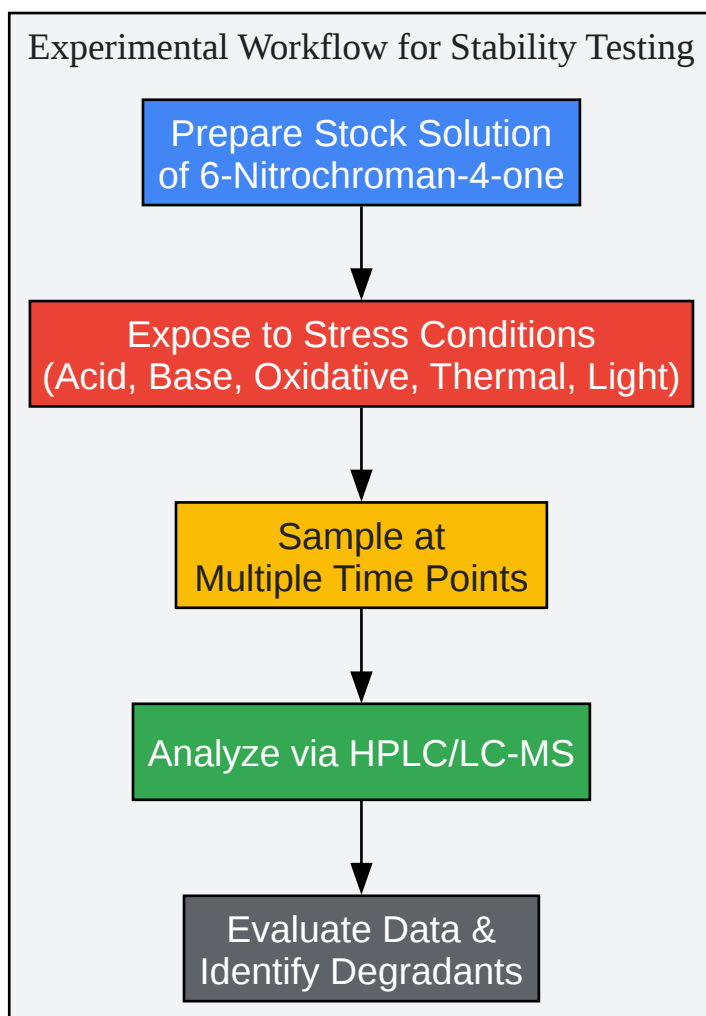 Experimental Workflow for Stability Testing
Prepare Stock Solution
of 6-Nitrochroman-4-one
Expose to Stress Conditions
(Acid, Base, Oxidative, Thermal, Light)
Sample at
Multiple Time Points
Analyze via HPLC/LC-MS
Evaluate Data &
Identify Degradants